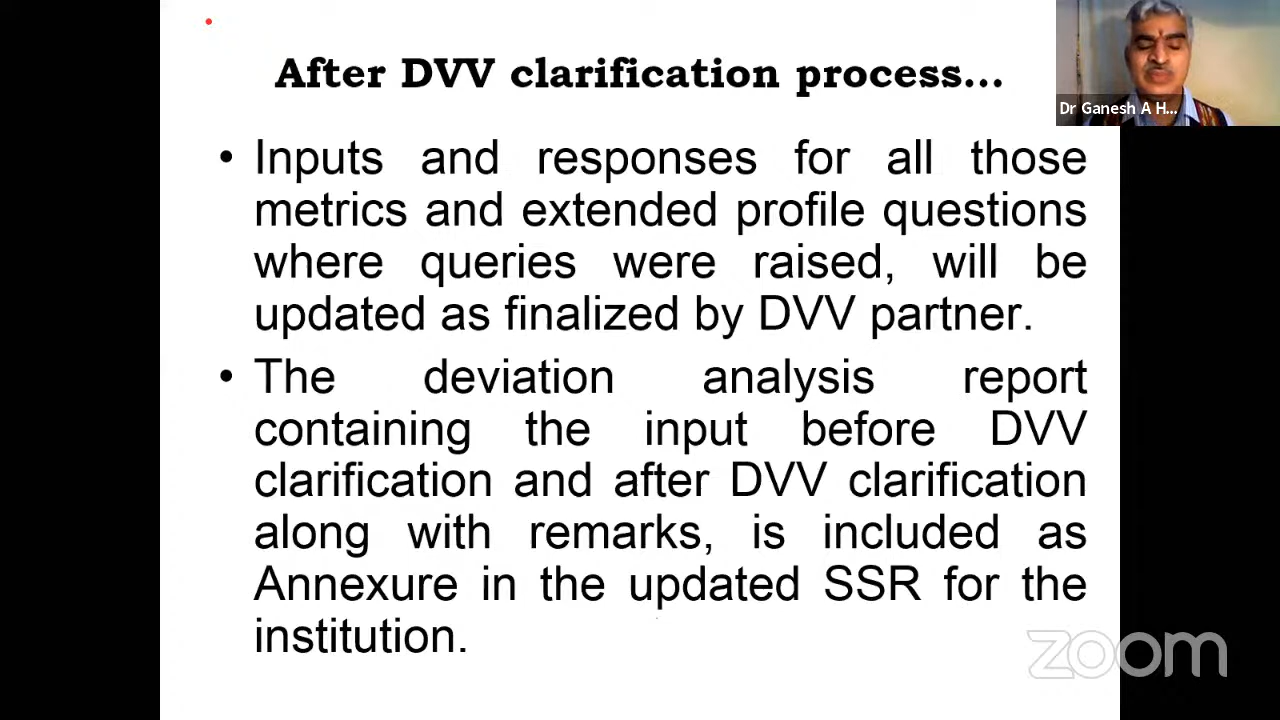 After DVV clarification process...
Dr Ganesh A H...
• Inputs and responses for all those
metrics and extended profile questions
where queries were raised, will be
updated as finalized by DVV partner.
• The deviation analysis report
containing the input before DVV
clarification and after DVV clarification
along with remarks, is included as
Annexure in the updated SSR for the
institution.
zoom